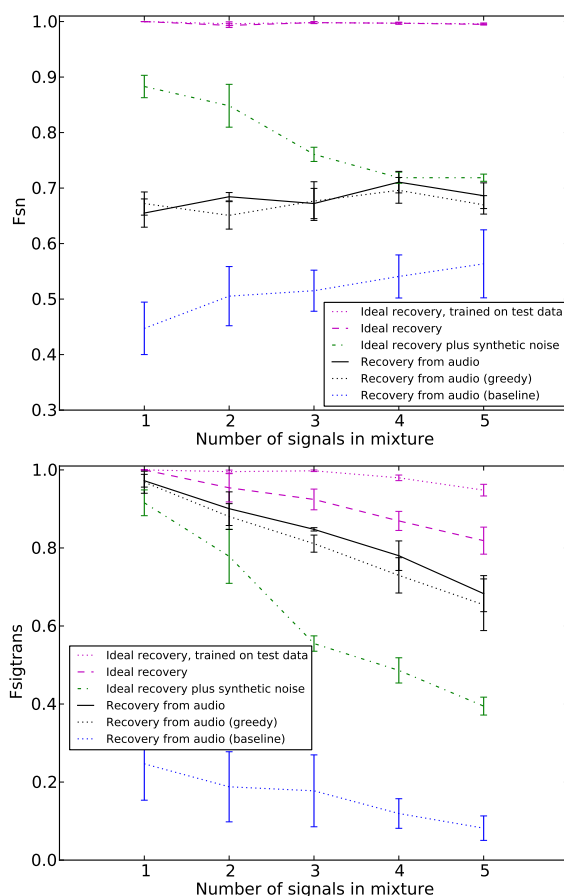 1.0
0.9
0.8
0.7
0.6
0.5
0.4
0.3
Fsn
Ideal recovery, trained on test data
Ideal recovery
Ideal recovery plus synthetic noise
Recovery from audio
Recovery from audio (greedy)
Recovery from audio (baseline)
1 2 3 4 5
Number of signals in mixture
1.0
0.8
0.6
0.4
0.2
0.0
Fsigtrans
Ideal recovery, trained on test data
Ideal recovery
Ideal recovery plus synthetic noise
Recovery from audio
Recovery from audio (greedy)
Recovery from audio (baseline)
1 2 3 4 5
Number of signals in mixture